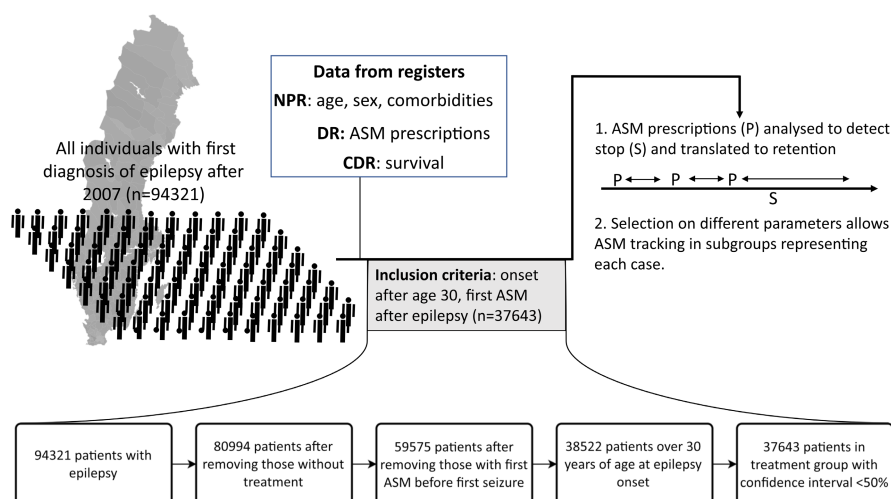 All individuals with first
diagnosis of epilepsy after
2007 (n=94321)
Data from registers
NPR: age, sex, comorbidities
DR: ASM prescriptions
CDR: survival
1. ASM prescriptions (P) analysed to detect
stop (S) and translated to retention
P P P
S
2. Selection on different parameters allows
ASM tracking in subgroups representing
each case.
Inclusion criteria: onset
after age 30, first ASM
after epilepsy (n=37643)
94321 patients with
epilepsy
80994 patients after
removing those without
treatment
59575 patients after
removing those with first
ASM before first seizure
38522 patients over 30
years of age at epilepsy
onset
37643 patients in
treatment group with
confidence interval <50%